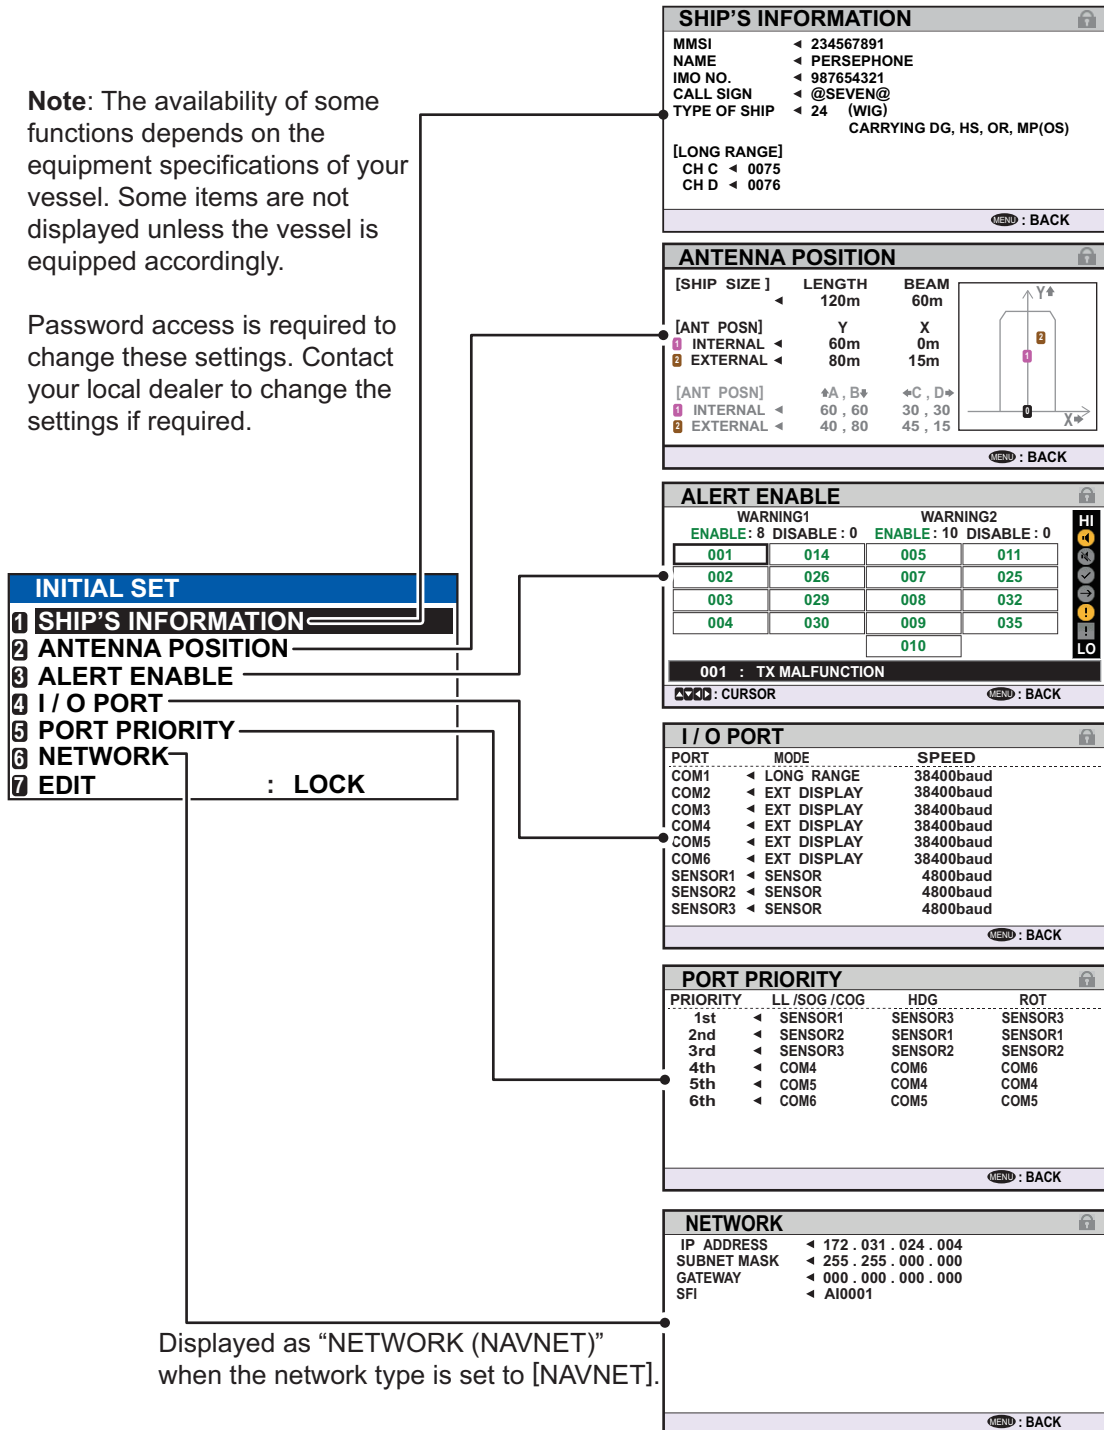 Note: The availability of some
functions depends on the
equipment specifications of your
vessel. Some items are not
displayed unless the vessel is
equipped accordingly.
Password access is required to
change these settings. Contact
your local dealer to change the
settings if required.
INITIAL SET
1 SHIP'S INFORMATION
2 ANTENNA POSITION
3 ALERT ENABLE
4 I / O PORT
5 PORT PRIORITY
6 NETWORK
7 EDIT : LOCK
SHIP'S INFORMATION
MMSI ◄ 234567891
NAME ◄ PERSEPHONE
IMO NO. ◄ 987654321
CALL SIGN ◄ @SEVEN@
TYPE OF SHIP ◄ 24 (WIG)
CARRYING DG, HS, OR, MP(OS)
[LONG RANGE]
CH C ◄ 0075
CH D ◄ 0076
MENU : BACK
ANTENNA POSITION
[SHIP SIZE ] LENGTH BEAM
◄ 120m 60m
[ANT POSN] Y X
1 INTERNAL ◄ 60m 0m
2 EXTERNAL ◄ 80m 15m
[ANT POSN] A , B C , D
1 INTERNAL ◄ 60 , 60 30 , 30
2 EXTERNAL ◄ 40 , 80 45 , 15
Y
2
1
0
X
MENU : BACK
ALERT ENABLE
WARNING1 WARNING2
ENABLE : 8 DISABLE : 0 ENABLE : 10 DISABLE : 0
001 014 005 011
002 026 007 025
003 029 008 032
004 030 009 035
010
HI
LO
001 : TX MALFUNCTION
: CURSOR MENU : BACK
I / O PORT
PORT MODE SPEED
COM1 ◄ LONG RANGE 38400baud
COM2 ◄ EXT DISPLAY 38400baud
COM3 ◄ EXT DISPLAY 38400baud
COM4 ◄ EXT DISPLAY 38400baud
COM5 ◄ EXT DISPLAY 38400baud
COM6 ◄ EXT DISPLAY 38400baud
SENSOR1 ◄ SENSOR 4800baud
SENSOR2 ◄ SENSOR 4800baud
SENSOR3 ◄ SENSOR 4800baud
MENU : BACK
PORT PRIORITY
PRIORITY LL /SOG /COG HDG ROT
1st ◄ SENSOR1 SENSOR3 SENSOR3
2nd ◄ SENSOR2 SENSOR1 SENSOR1
3rd ◄ SENSOR3 SENSOR2 SENSOR2
4th ◄ COM4 COM6 COM6
5th ◄ COM5 COM4 COM4
6th ◄ COM6 COM5 COM5
MENU : BACK
NETWORK
IP ADDRESS ◄ 172 . 031 . 024 . 004
SUBNET MASK ◄ 255 . 255 . 000 . 000
GATEWAY ◄ 000 . 000 . 000 . 000
SFI ◄ AI0001
MENU : BACK
Displayed as “NETWORK (NAVNET)”
when the network type is set to [NAVNET].